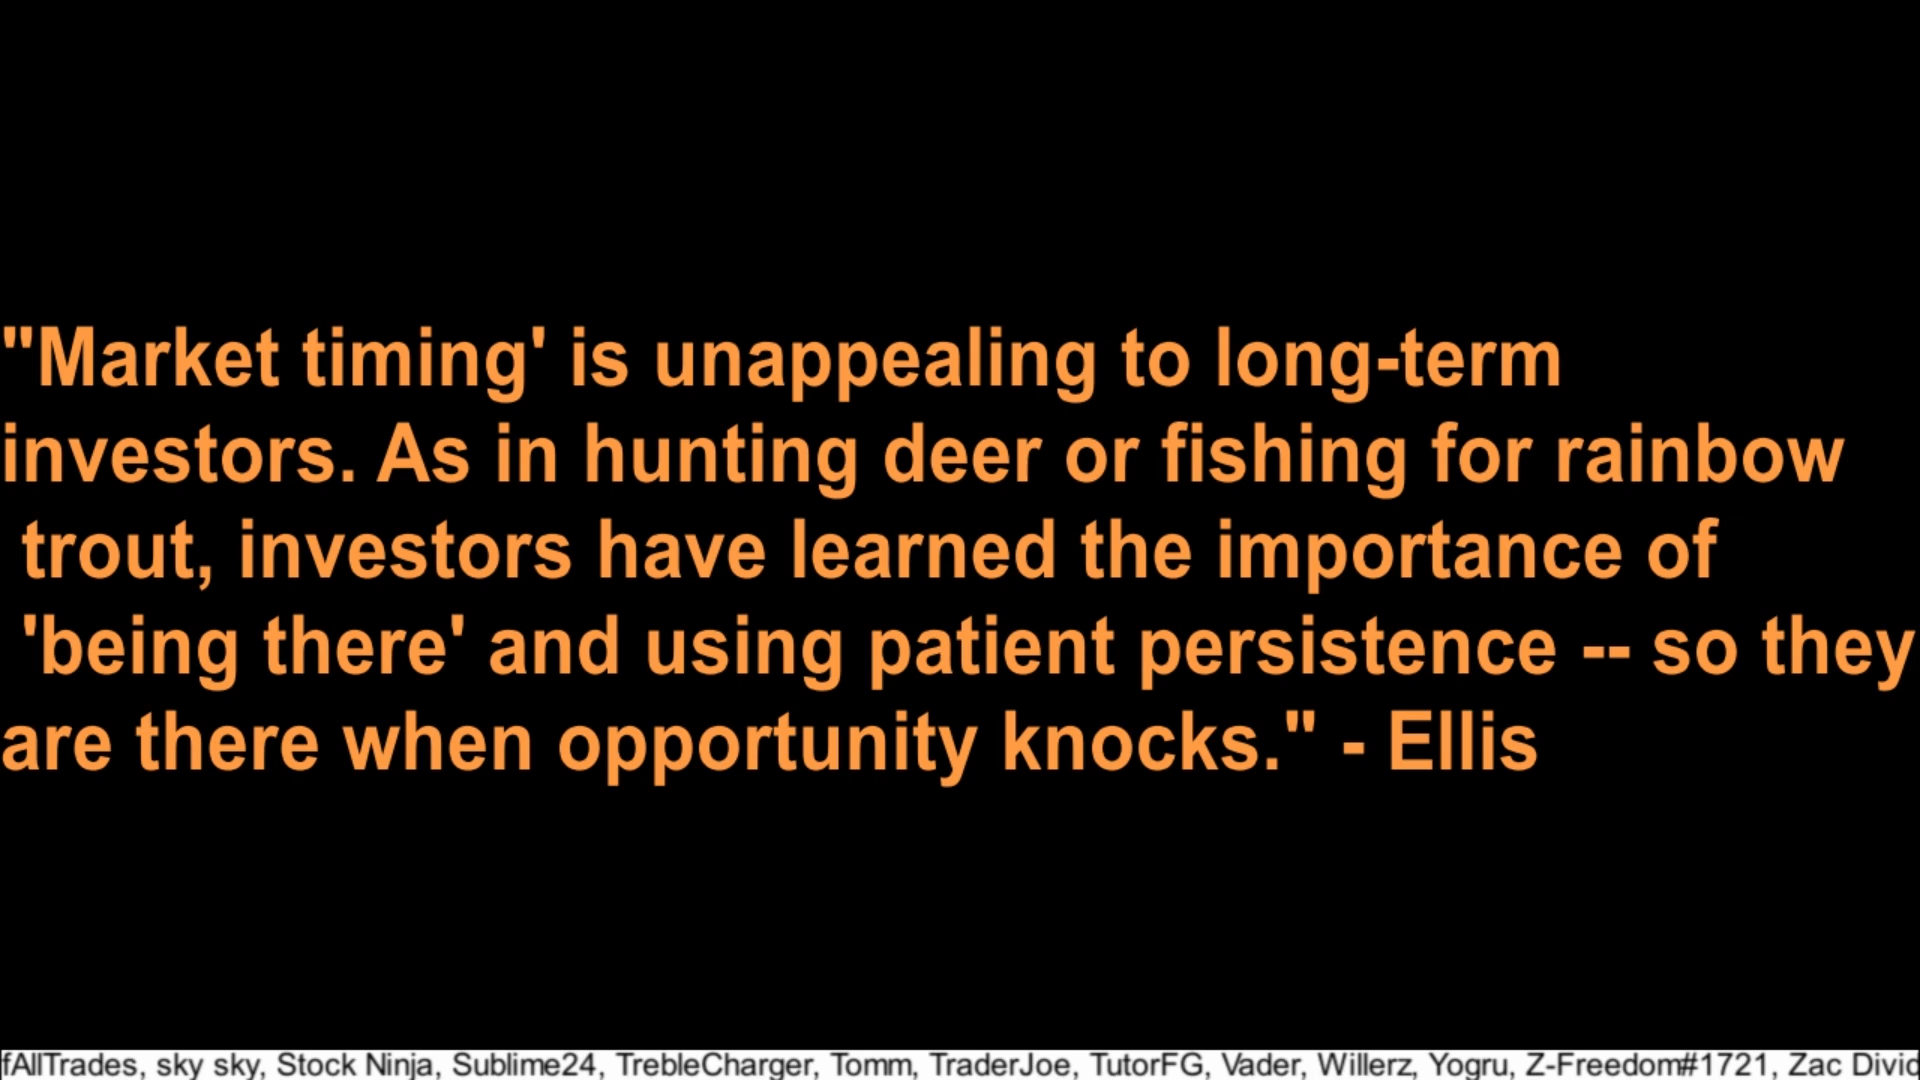 "Market timing' is unappealing to long-term
investors. As in hunting deer or fishing for rainbow
trout, investors have learned the importance of
'being there' and using patient persistence -- so they
are there when opportunity knocks." - Ellis
fAllTrades, sky sky, Stock Ninja, Sublime24, TrebleCharger, Tomm, TraderJoe, TutorFG, Vader, Willerz, Yogru, Z-Freedom#1721, Zac Divid